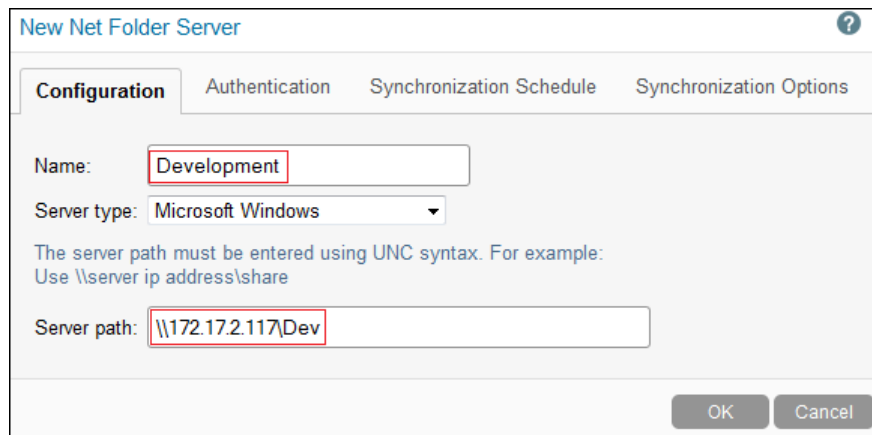 New Net Folder Server ?
Configuration Authentication Synchronization Schedule Synchronization Options
Name: Development
Server type: Microsoft Windows
The server path must be entered using UNC syntax. For example:
Use \\server ip address\share
Server path: \\172.17.2.117\Dev
OK Cancel